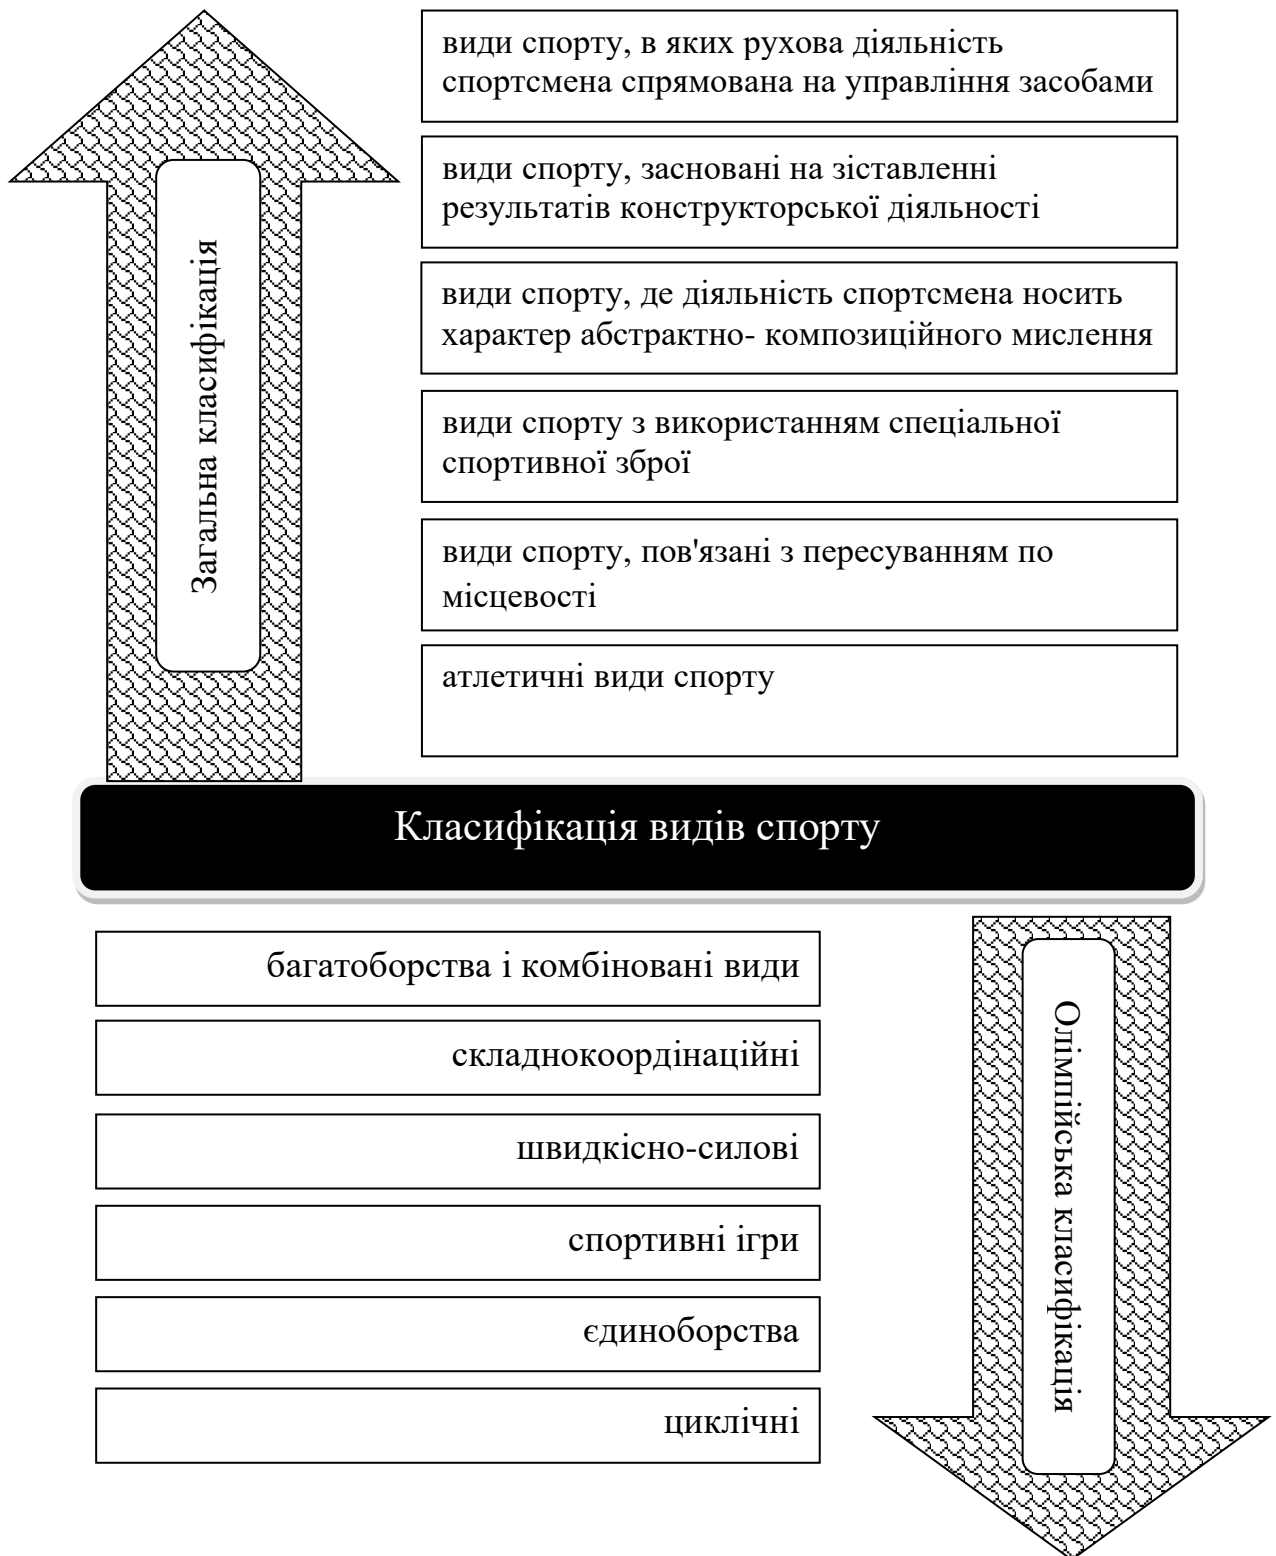 Загальна класифікація
види спорту, в яких рухова діяльність
спортсмена спрямована на управління засобами
види спорту, засновані на зіставленні
результатів конструкторської діяльності
види спорту, де діяльність спортсмена носить
характер абстрактно- композиційного мислення
види спорту з використанням спеціальної
спортивної зброї
види спорту, пов'язані з пересуванням по
місцевості
атлетичні види спорту
Класифікація видів спорту
багатоборства і комбіновані види
складнокоордінаційні
швидкісно-силові
спортивні ігри
єдиноборства
циклічні
Олімпійська класифікація